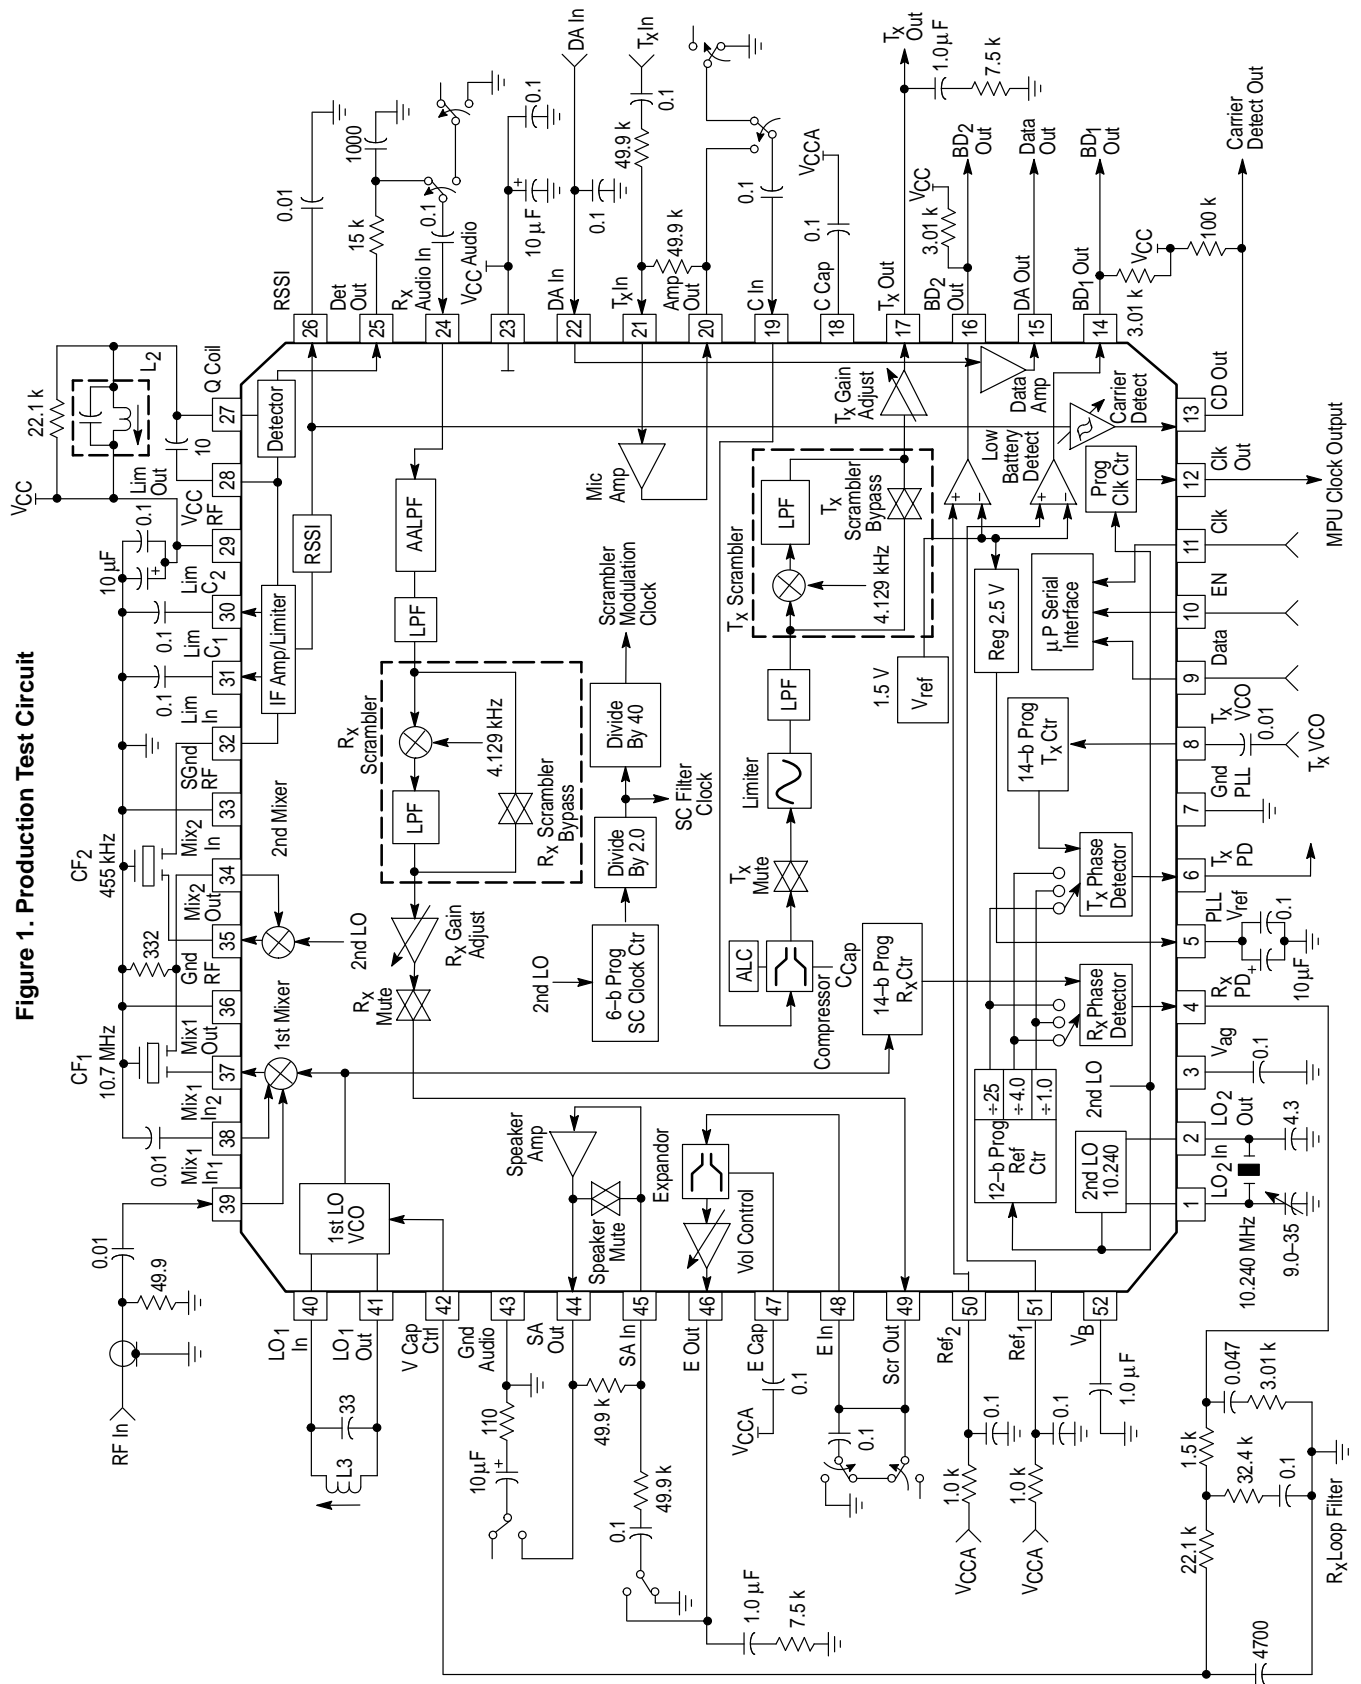 Figure 1. Production Test Circuit
RF In
0.01
49.9
39
Mix1
In1
0.01
38
Mix1
In2
CF1
10.7 MHz
37
Mix1
Out
36
Gnd
RF
332
35
Mix2
Out
34
Mix2
In
CF2
455 kHz
33
SGnd
RF
32
Lim
In
0.1
31
Lim
C1
0.1
30
Lim
C2
10 µF
0.1
29
VCC
RF
VCC
28
Lim
Out
10
27
Q Coil
22.1 k
L2
1st Mixer
2nd Mixer
2nd LO
IF Amp/Limiter
RSSI
Detector
26
RSSI
0.01
25
Det
Out
15 k
1000
24
Rx
Audio In
0.1
23
VCC Audio
10 µF
0.1
22
DA In
0.1
DA In
21
TxIn
49.9 k
0.1
TxIn
49.9 k
20
Amp
Out
19
C In
0.1
18
C Cap
0.1
VCCA
17
Tx Out
Tx
Out
1.0 µF
7.5 k
16
BD2
Out
3.01 k
VCC
BD2
Out
15
DA Out
Data
Out
14
BD1 Out
BD1
Out
3.01 k
VCC
100 k
Carrier
Detect Out
13
CD Out
12
Clk
Out
MPU Clock Output
11
Clk
10
EN
9
Data
8
Tx
VCO
0.01
Tx VCO
7
Gnd
PLL
6
Tx
PD
5
PLL
Vref
0.1
10 µF
4
Rx
PD
3
Vag
0.1
2
LO2
Out
4.3
1
LO2 In
10.240 MHz
9.0–35
40
LO1
In
41
LO1
Out
L3
33
42
V Cap
Ctrl
43
Gnd
Audio
110
10 µF
44
SA
Out
49.9 k
45
SA In
49.9 k
0.1
46
E Out
1.0 µF
7.5 k
47
E Cap
0.1
VCCA
48
E In
0.1
49
Scr Out
50
Ref2
0.1
1.0 k
VCCA
51
Ref1
0.1
1.0 k
VCCA
52
VB
1.0 µF
0.047
3.01 k
1.5 k
32.4 k
0.1
22.1 k
4700
RxLoop Filter
1st LO
VCO
AALPF
LPF
Rx
Scrambler
4.129 kHz
LPF
Rx Scrambler
Bypass
Rx Gain
Adjust
Rx
Mute
Speaker
Amp
Speaker
Mute
Expandor
Vol Control
2nd LO
6–b Prog
SC Clock Ctr
Divide
By 2.0
SC Filter
Clock
Divide
By 40
Scrambler
Modulation
Clock
Mic
Amp
ALC
Compressor
CCap
Tx
Mute
Limiter
LPF
Tx Scrambler
4.129 kHz
LPF
Tx
Scrambler
Bypass
Tx Gain
Adjust
Data
Amp
+
–
Low
Battery
Detect
+
–
Carrier
Detect
1.5 V
Vref
Reg 2.5 V
µP Serial
Interface
Prog
Clk Ctr
14–b Prog
Rx Ctr
14–b Prog
Tx Ctr
12–b Prog
Ref
Ctr
÷25
÷4.0
÷1.0
Rx Phase
Detector
Tx Phase
Detector
2nd LO
10.240
2nd LO